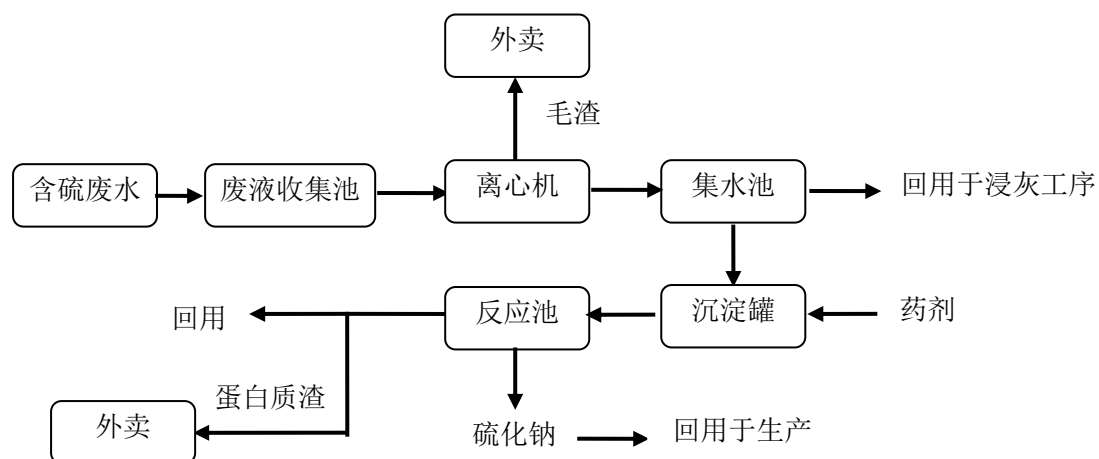 外卖
毛渣
含硫废水
废液收集池
离心机
集水池
回用于浸灰工序
回用
反应池
沉淀罐
药剂
蛋白质渣
外卖
硫化钠
回用于生产